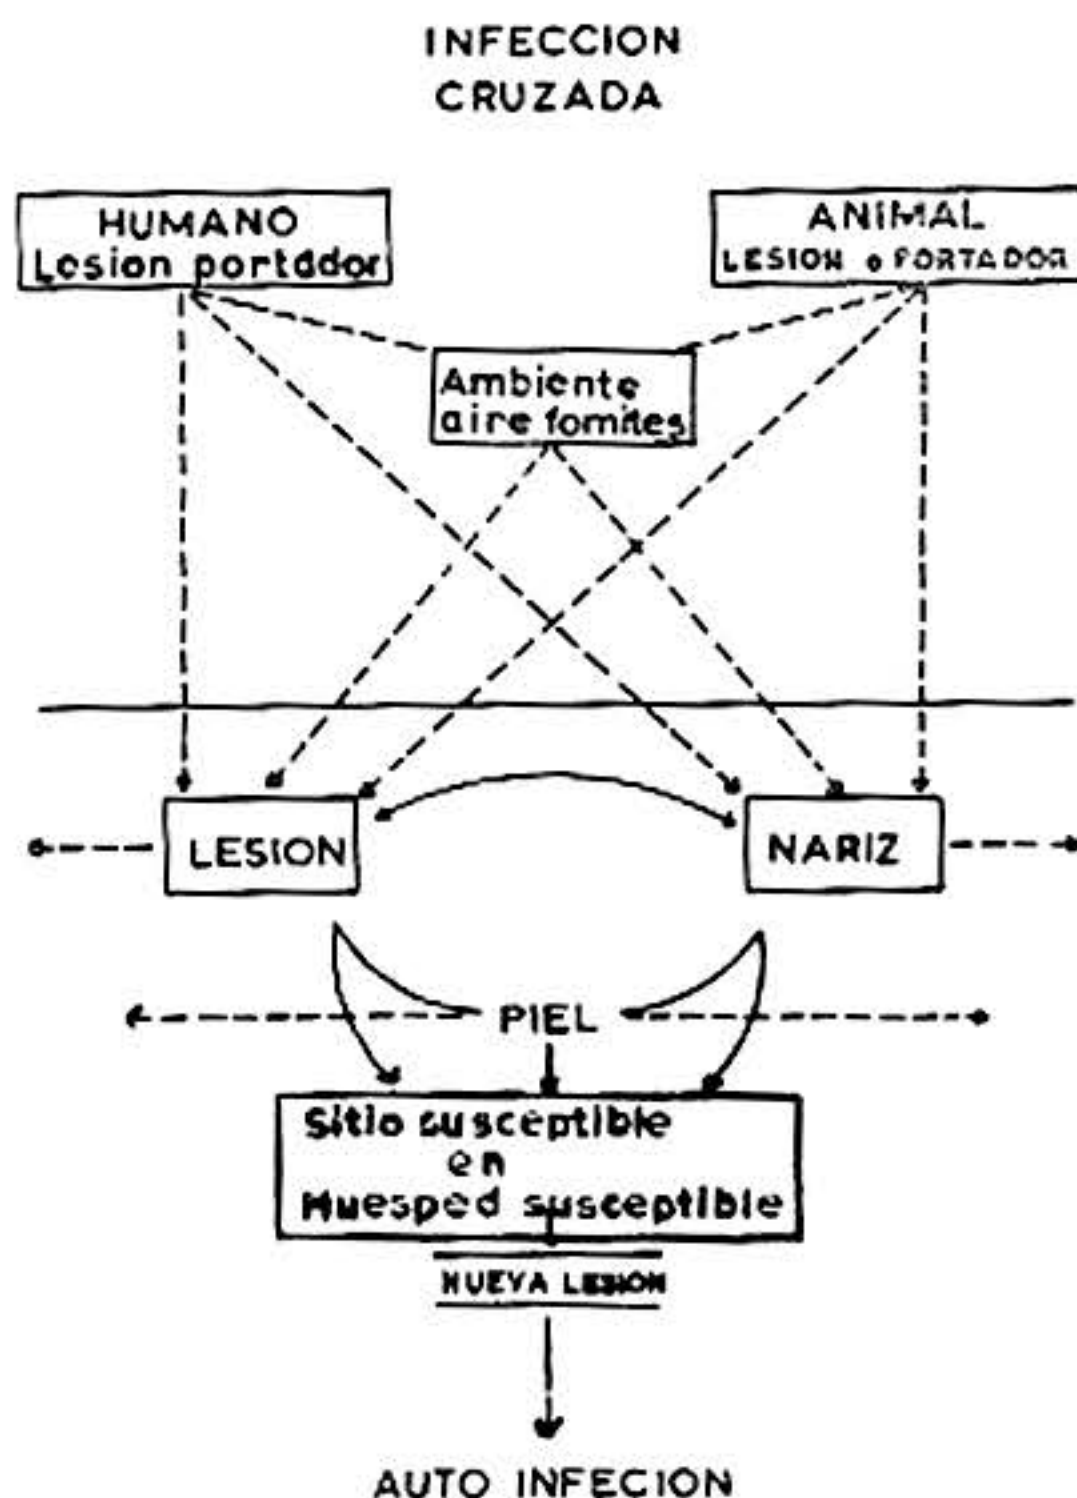 INFECCION
CRUZADA
HUMANO
Lesion portador
ANIMAL
LESION o PORTADOR
Ambiente
aire fomites
LESION
NARIZ
PIEL
Sitio susceptible
en
Huesped susceptible
NUEVA LESION
AUTO INFECION